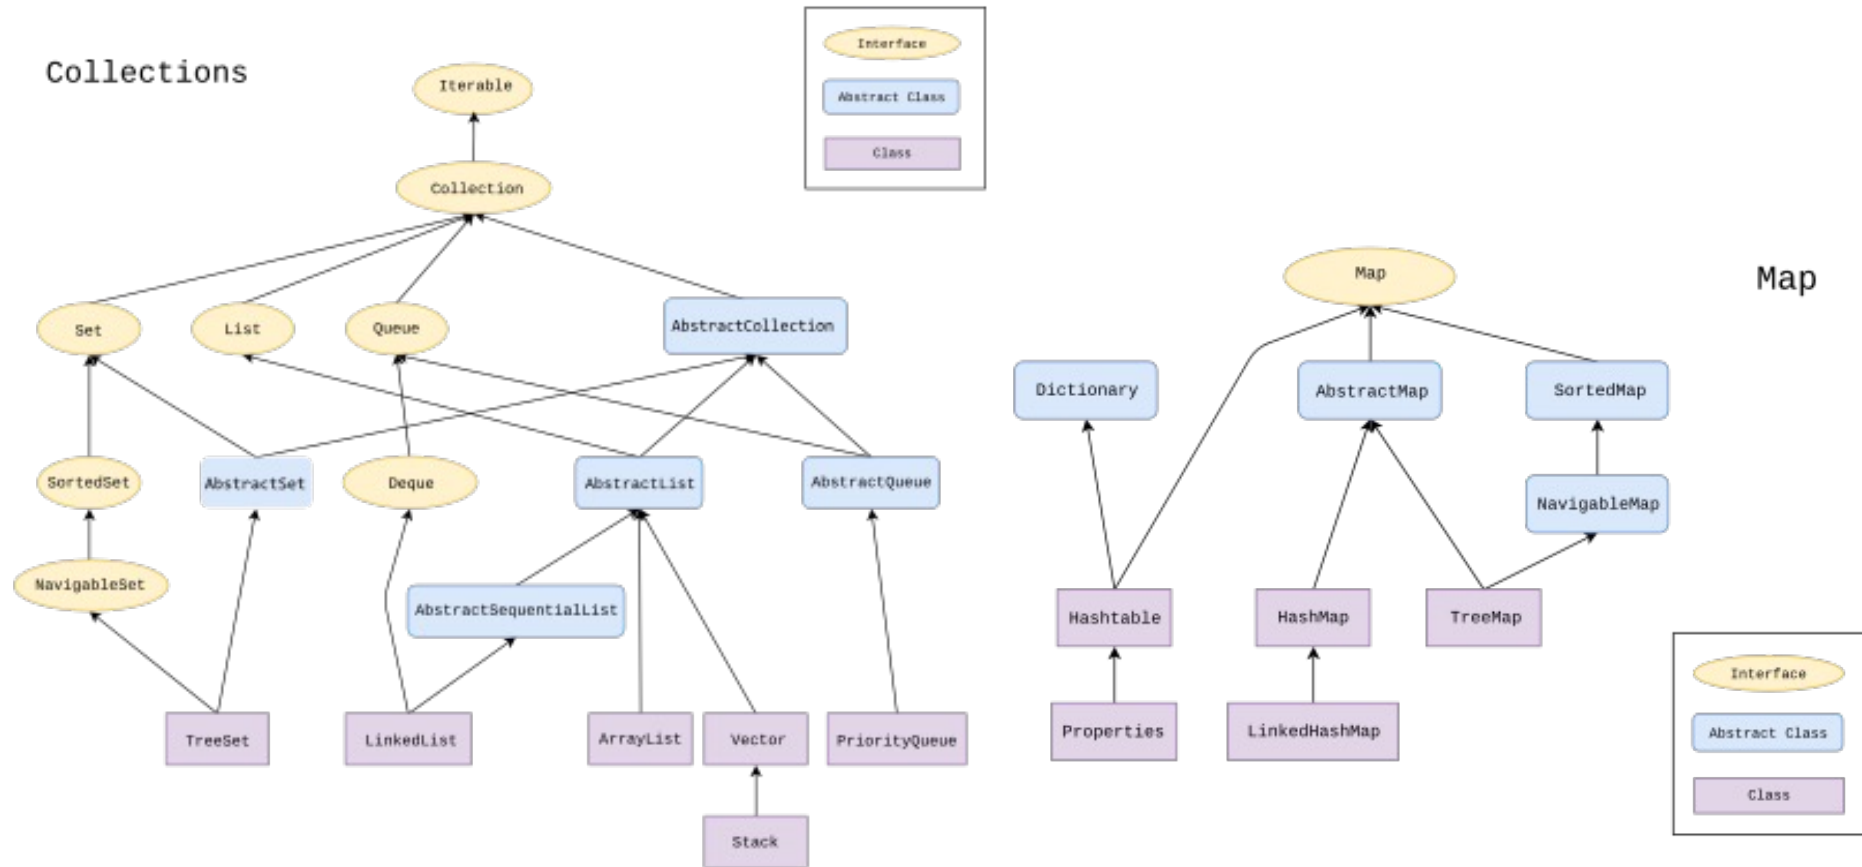 Collections
Interface
Abstract Class
Class
Iterable
Collection
Set
List
Queue
AbstractCollection
SortedSet
AbstractSet
Deque
AbstractList
AbstractQueue
NavigableSet
AbstractSequentialList
TreeSet
LinkedList
ArrayList
Vector
PriorityQueue
Stack
Map
Map
Dictionary
AbstractMap
SortedMap
NavigableMap
Hashtable
HashMap
TreeMap
Properties
LinkedHashMap
Interface
Abstract Class
Class